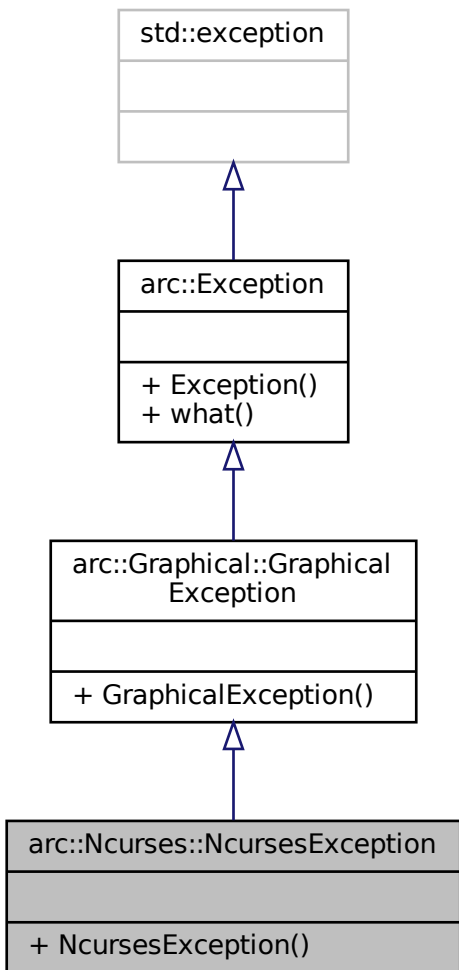 std::exception
arc::Exception
+ Exception()
+ what()
arc::Graphical::Graphical
Exception
+ GraphicalException()
arc::Ncurses::NcursesException
+ NcursesException()